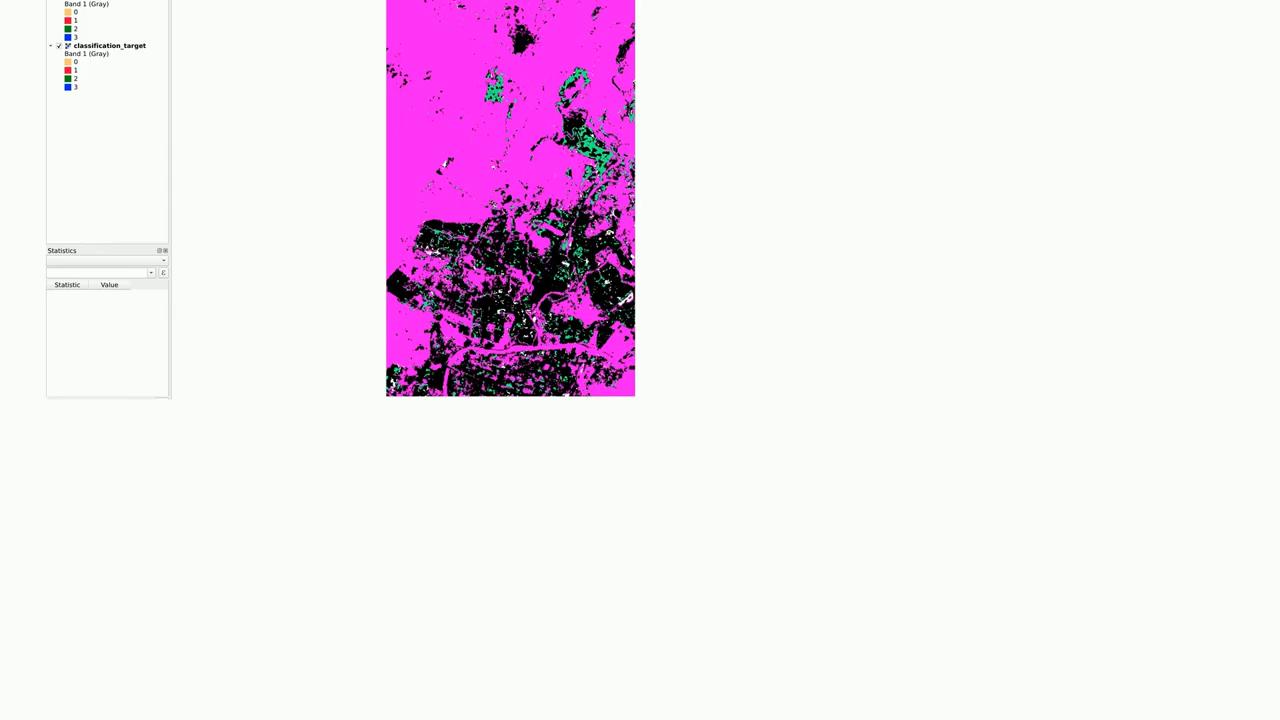 Band 1 (Gray)
0
1
2
3
classification_target
Band 1 (Gray)
0
1
2
3
Statistics
ε
Statistic Value